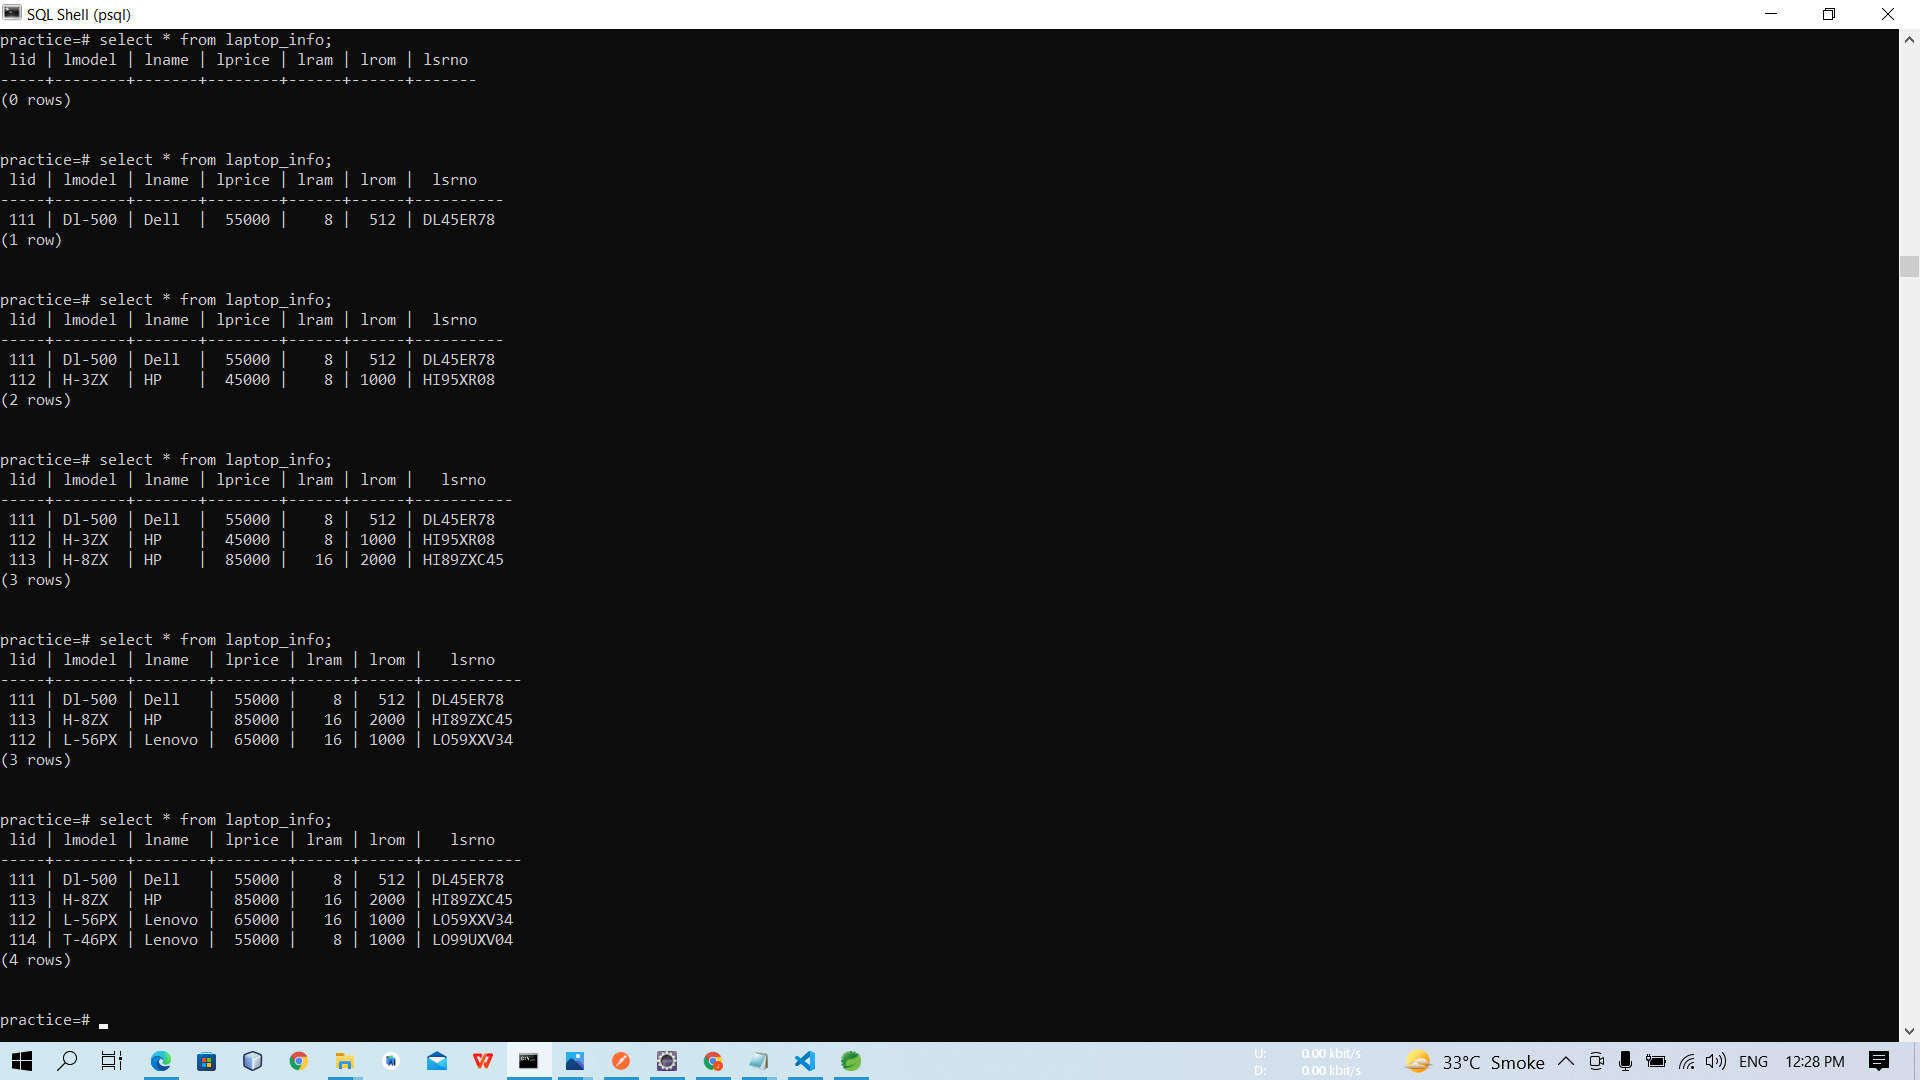 SQL Shell (psql)
practice=# select * from laptop_info;
 lid | lmodel | lname | lprice | lram | lrom | lsrno
-----+--------+-------+--------+------+------+-------
(0 rows)
practice=# select * from laptop_info;
 lid | lmodel | lname | lprice | lram | lrom |  lsrno
-----+--------+-------+--------+------+------+----------
 111 | Dl-500 | Dell  |  55000 |    8 |  512 | DL45ER78
(1 row)
practice=# select * from laptop_info;
 lid | lmodel | lname | lprice | lram | lrom |  lsrno
-----+--------+-------+--------+------+------+----------
 111 | Dl-500 | Dell  |  55000 |    8 |  512 | DL45ER78
 112 | H-3ZX  | HP    |  45000 |    8 | 1000 | HI95XR08
(2 rows)
practice=# select * from laptop_info;
 lid | lmodel | lname | lprice | lram | lrom |   lsrno
-----+--------+-------+--------+------+------+-----------
 111 | Dl-500 | Dell  |  55000 |    8 |  512 | DL45ER78
 112 | H-3ZX  | HP    |  45000 |    8 | 1000 | HI95XR08
 113 | H-8ZX  | HP    |  85000 |   16 | 2000 | HI89ZXC45
(3 rows)
practice=# select * from laptop_info;
 lid | lmodel | lname  | lprice | lram | lrom |   lsrno
-----+--------+--------+--------+------+------+-----------
 111 | Dl-500 | Dell   |  55000 |    8 |  512 | DL45ER78
 113 | H-8ZX  | HP     |  85000 |   16 | 2000 | HI89ZXC45
 112 | L-56PX | Lenovo |  65000 |   16 | 1000 | LO59XXV34
(3 rows)
practice=# select * from laptop_info;
 lid | lmodel | lname  | lprice | lram | lrom |   lsrno
-----+--------+--------+--------+------+------+-----------
 111 | Dl-500 | Dell   |  55000 |    8 |  512 | DL45ER78
 113 | H-8ZX  | HP     |  85000 |   16 | 2000 | HI89ZXC45
 112 | L-56PX | Lenovo |  65000 |   16 | 1000 | LO59XXV34
 114 | T-46PX | Lenovo |  55000 |    8 | 1000 | LO99UXV04
(4 rows)
practice=#
U: 0.00 kbit/s
D: 0.00 kbit/s
33°C Smoke
ENG
12:28 PM